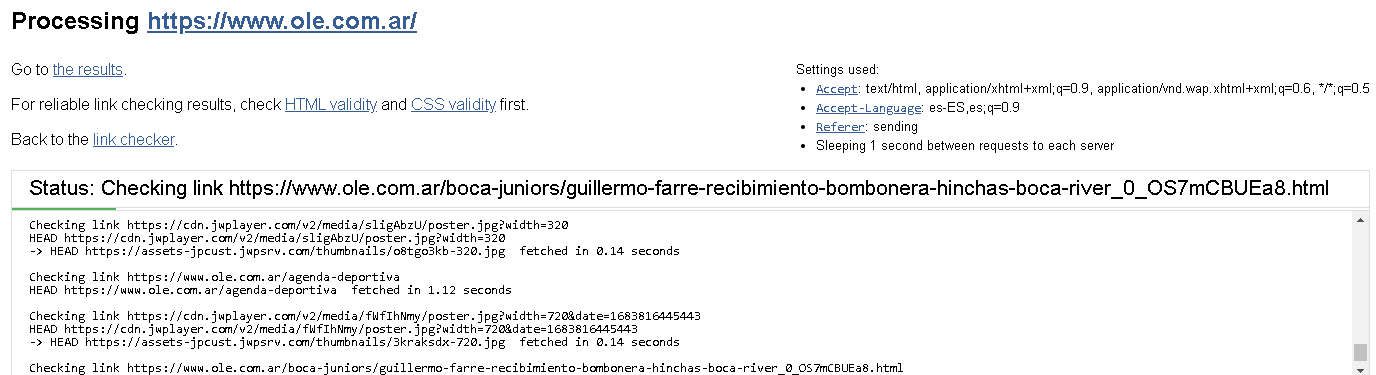 Processing https://www.ole.com.ar/
Go to the results.
For reliable link checking results, check HTML validity and CSS validity first.
Back to the link checker.
Settings used:
• Accept: text/html, application/xhtml+xml;q=0.9, application/vnd.wap.xhtml+xml;q=0.6, */*;q=0.5
• Accept-Language: es-ES,es;q=0.9
• Referer: sending
• Sleeping 1 second between requests to each server
Status: Checking link https://www.ole.com.ar/boca-juniors/guillermo-farre-recibimiento-bombonera-hinchas-boca-river_0_OS7mCBUEa8.html
Checking link https://cdn.jwplayer.com/v2/media/sligAbzU/poster.jpg?width=320
HEAD https://cdn.jwplayer.com/v2/media/sligAbzU/poster.jpg?width=320
-> HEAD https://assets-jpcust.jwpsrv.com/thumbnails/o8tgo3kb-320.jpg  fetched in 0.14 seconds
Checking link https://www.ole.com.ar/agenda-deportiva
HEAD https://www.ole.com.ar/agenda-deportiva  fetched in 1.12 seconds
Checking link https://cdn.jwplayer.com/v2/media/fWfIhNmy/poster.jpg?width=720&date=1683816445443
HEAD https://cdn.jwplayer.com/v2/media/fWfIhNmy/poster.jpg?width=720&date=1683816445443
-> HEAD https://assets-jpcust.jwpsrv.com/thumbnails/3kraksdx-720.jpg  fetched in 0.14 seconds
Checking link https://www.ole.com.ar/boca-juniors/guillermo-farre-recibimiento-bombonera-hinchas-boca-river_0_OS7mCBUEa8.html